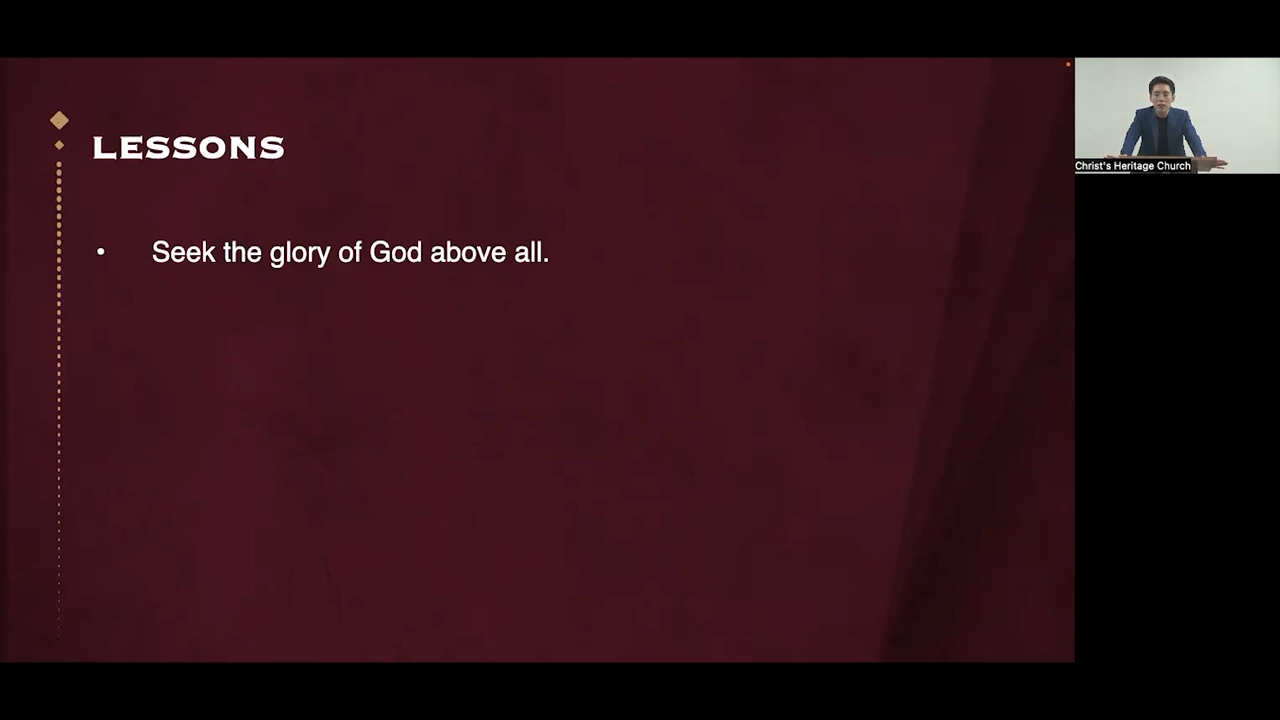 LESSONS
• Seek the glory of God above all.
Christ's Heritage Church